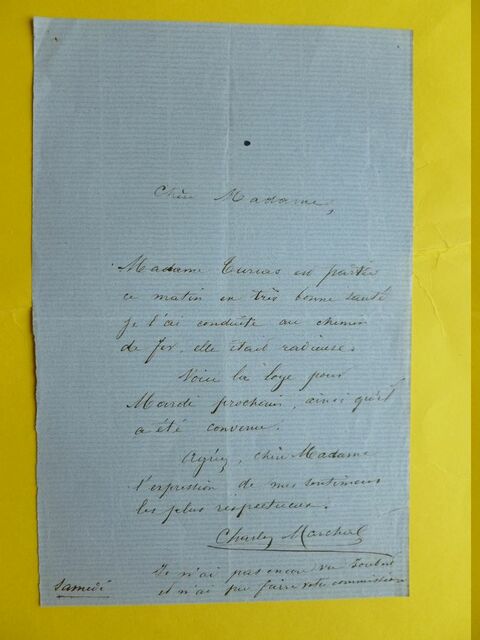 Chère Madame,
Madame Turias est partie
ce matin en très bonne santé
je l'ai conduite au chemin
de fer. elle était radieuse.
Voici la loge pour
Mardi prochain, ainsi qu'il
a été convenu.
Agréez, chère Madame
l'expression de mes sentimens
les plus respectueux.
Charles Marchal
Je n'ai pas encore vu
Samedi et n'ai pu faire votre commission